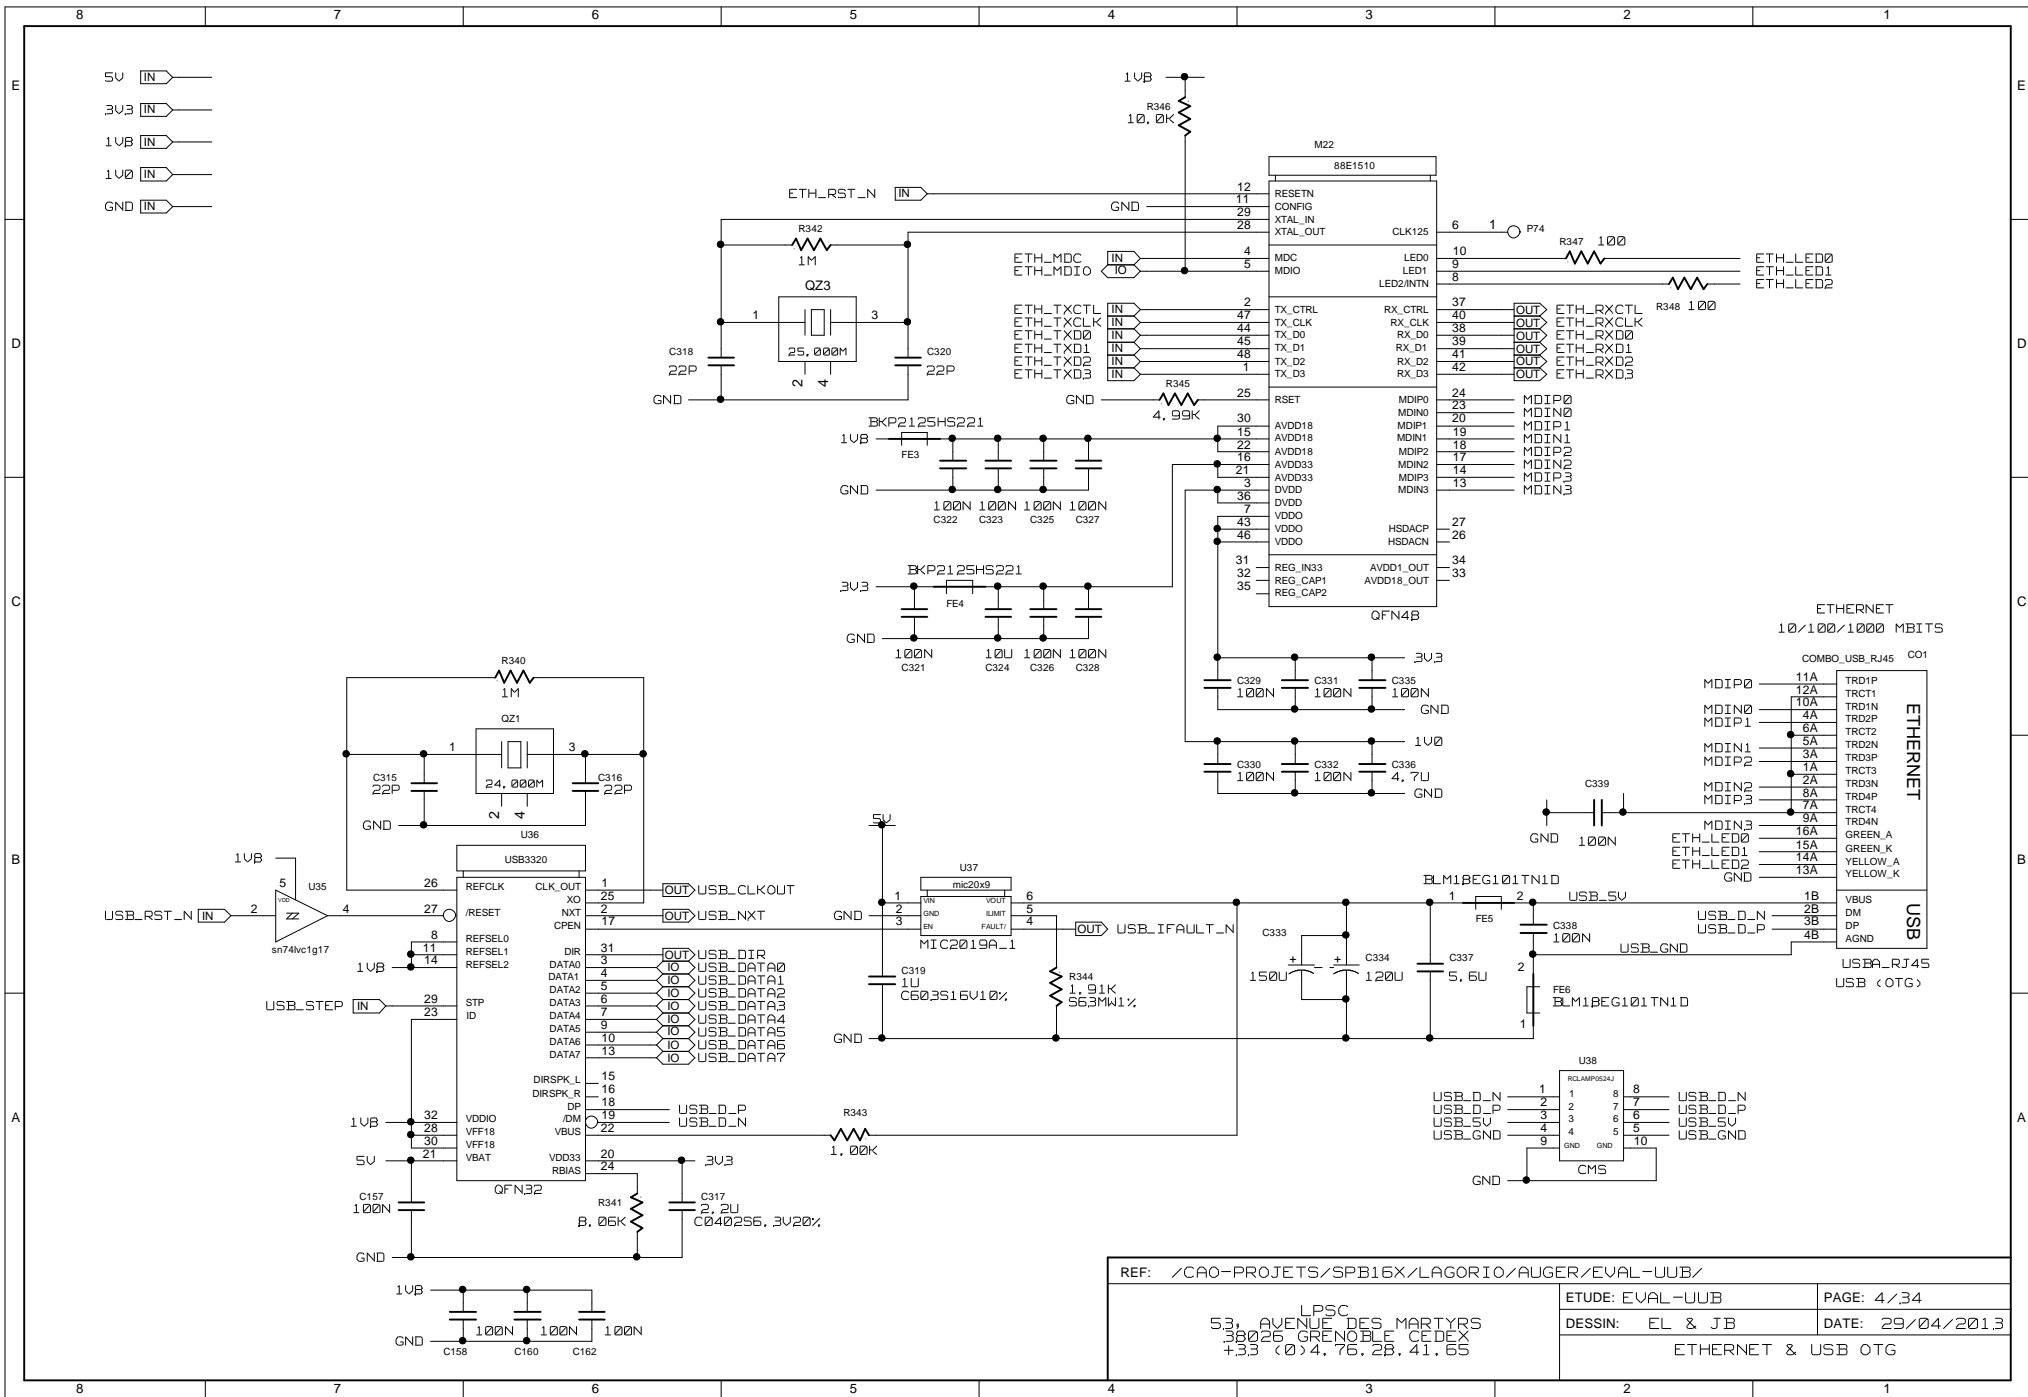 8 7 6 5 4 3 2 1
E
D
C
B
A
5V IN
3V3 IN
1V8 IN
1V0 IN
GND IN
1V8
R346
10.0K
M22
88E1510
ETH_RST_N IN
GND
12 RESETN
11 CONFIG
29 XTAL_IN
28 XTAL_OUT
CLK125 6 1 P74
R342
1M
QZ3
1 3
25.000M
2 4
C318
22P
C320
22P
GND
ETH_MDC IN 4 MDC
ETH_MDIO IO 5 MDIO
LED0 10
LED1 9
LED2/INTN 8
R347 100
R348 100
ETH_LED0
ETH_LED1
ETH_LED2
ETH_TXCTL IN 2 TX_CTRL
ETH_TXCLK IN 47 TX_CLK
ETH_TXD0 IN 44 TX_D0
ETH_TXD1 IN 45 TX_D1
ETH_TXD2 IN 48 TX_D2
ETH_TXD3 IN 1 TX_D3
RX_CTRL 37 OUT ETH_RXCTL
RX_CLK 40 OUT ETH_RXCLK
RX_D0 38 OUT ETH_RXD0
RX_D1 39 OUT ETH_RXD1
RX_D2 41 OUT ETH_RXD2
RX_D3 42 OUT ETH_RXD3
GND
R345
4.99K
25 RSET
30 AVDD18
15 AVDD18
22 AVDD18
16 AVDD33
21 AVDD33
3 DVDD
36 DVDD
7 VDDO
43 VDDO
46 VDDO
31 REG_IN33
32 REG_CAP1
35 REG_CAP2
MDIP0 24 MDIP0
MDIN0 23 MDIN0
MDIP1 20 MDIP1
MDIN1 19 MDIN1
MDIP2 18 MDIP2
MDIN2 17 MDIN2
MDIP3 14 MDIP3
MDIN3 13 MDIN3
HSDACP 27
HSDACN 26
AVDD1_OUT 34
AVDD18_OUT 33
QFN48
BKP2125HS221
1V8
FE3
GND
100N 100N 100N 100N
C322 C323 C325 C327
BKP2125HS221
3V3
FE4
GND
100N 10U 100N 100N
C321 C324 C326 C328
3V3
C329 100N
C331 100N
C335 100N
GND
1V0
C330 100N
C332 100N
C336 4.7U
GND
ETHERNET
10/100/1000 MBITS
COMBO_USB_RJ45 CO1
MDIP0 11A TRD1P
12A TRCT1
MDIN0 10A TRD1N
MDIP1 4A TRD2P
6A TRCT2
MDIN1 5A TRD2N
MDIP2 3A TRD3P
1A TRCT3
MDIN2 2A TRD3N
MDIP3 8A TRD4P
7A TRCT4
MDIN3 9A TRD4N
ETH_LED0 16A GREEN_A
ETH_LED1 15A GREEN_K
ETH_LED2 14A YELLOW_A
GND 13A YELLOW_K
ETHERNET
1B VBUS
USB_D_N 2B DM
USB_D_P 3B DP
4B AGND
USB
USBA_RJ45
USB (OTG)
C339
100N
GND
R340
1M
QZ1
1 3
24.000M
2 4
C315
22P
C316
22P
GND
U36
USB3320
1V8
5 U35
VDD
USB_RST_N IN 2 4
sn74lvc1g17
26 REFCLK
27 /RESET
8 REFSEL0
11 REFSEL1
14 REFSEL2
1V8
USB_STEP IN 29 STP
23 ID
1V8
32 VDDIO
28 VFF18
30 VFF18
5V 21 VBAT
CLK_OUT 1 OUT USB_CLKOUT
XO 25
NXT 2 OUT USB_NXT
CPEN 17
DIR 31 OUT USB_DIR
DATA0 3 IO USB_DATA0
DATA1 4 IO USB_DATA1
DATA2 5 IO USB_DATA2
DATA3 6 IO USB_DATA3
DATA4 7 IO USB_DATA4
DATA5 9 IO USB_DATA5
DATA6 10 IO USB_DATA6
DATA7 13 IO USB_DATA7
DIRSPK_L 15
DIRSPK_R 16
DP 18 USB_D_P
/DM 19 USB_D_N
VBUS 22
VDD33 20 3V3
RBIAS 24
QFN32
C157
100N
GND
R341
8.06K
C317
2.2U
C0402S6.3V20%
R343
1.00K
1V8
GND
100N 100N 100N
C158 C160 C162
5V
U37
mic20x9
1 VIN VOUT 6
GND 2 GND ILIMIT 5
3 EN FAULT/ 4
MIC2019A_1
OUT USB_IFAULT_N
C319
1U
C603S16V10%
R344
1.91K
S63MW1%
GND
C333
150U
C334
120U
C337
5.6U
BLM18EG101TN1D
1 2
FE5
USB_5V
C338
100N
USB_GND
2
FE6
BLM18EG101TN1D
1
U38
RCLAMP0524J
USB_D_N 1 1 8 8 USB_D_N
USB_D_P 2 2 7 7 USB_D_P
USB_5V 3 3 6 6 USB_5V
USB_GND 4 4 5 5 USB_GND
9 GND GND 10
GND
CMS
REF: /CAO-PROJETS/SPB16X/LAGORIO/AUGER/EVAL-UUB/
LPSC
53, AVENUE DES MARTYRS
38026 GRENOBLE CEDEX
+33 (0)4.76.28.41.65
ETUDE: EVAL-UUB
PAGE: 4/34
DESSIN: EL & JB
DATE: 29/04/2013
ETHERNET & USB OTG
8 7 6 5 4 3 2 1
E
D
C
B
A